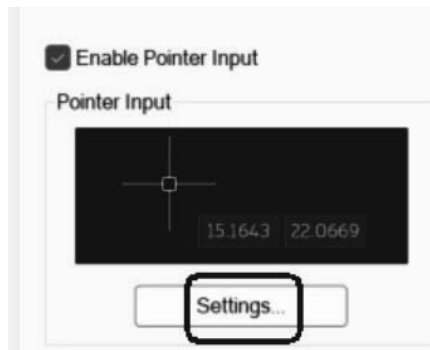 Enable Pointer Input
Pointer Input
15.1643 22.0669
Settings...